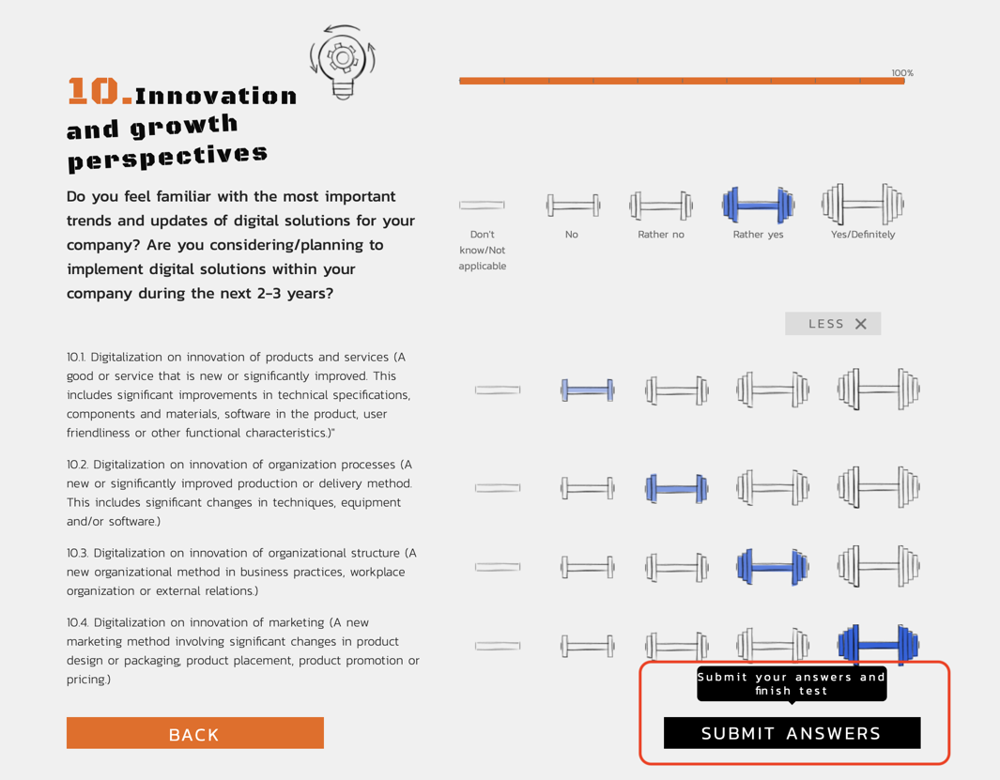 10. Innovation
and growth
perspectives
100%
Do you feel familiar with the most important
trends and updates of digital solutions for your
company? Are you considering/planning to
implement digital solutions within your
company during the next 2-3 years?
Don't
know/Not
applicable
No
Rather no
Rather yes
Yes/Definitely
LESS
10.1. Digitalization on innovation of products and services (A
good or service that is new or significantly improved. This
includes significant improvements in technical specifications,
components and materials, software in the product, user
friendliness or other functional characteristics.)"
10.2. Digitalization on innovation of organization processes (A
new or significantly improved production or delivery method.
This includes significant changes in techniques, equipment
and/or software.)
10.3. Digitalization on innovation of organizational structure (A
new organizational method in business practices, workplace
organization or external relations.)
10.4. Digitalization on innovation of marketing (A new
marketing method involving significant changes in product
design or packaging, product placement, product promotion or
pricing.)
Submit your answers and
finish test
BACK
SUBMIT ANSWERS